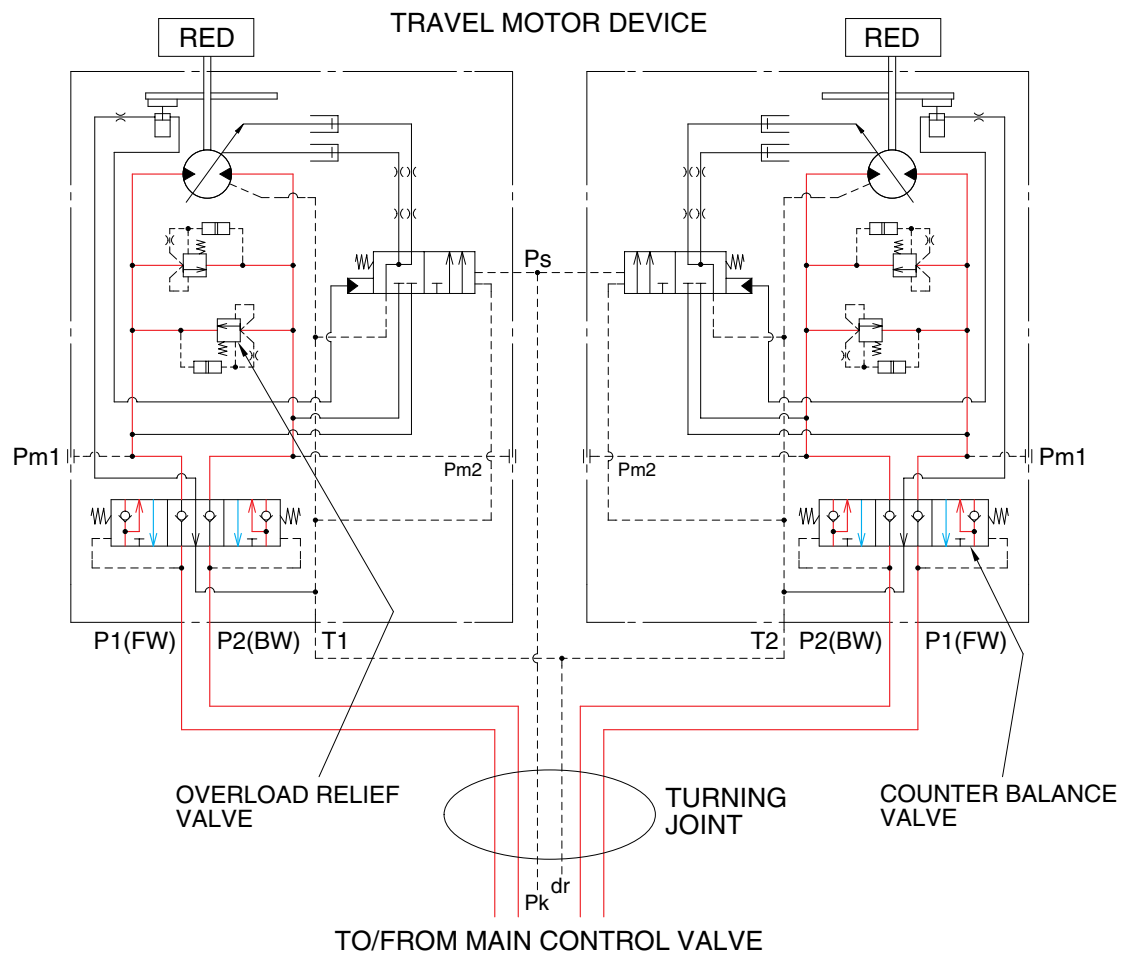 TRAVEL MOTOR DEVICE
RED
RED
Ps
Pm1
Pm2
Pm2
Pm1
P1(FW)
P2(BW)
T1
T2
P2(BW)
P1(FW)
OVERLOAD RELIEF
VALVE
TURNING
JOINT
COUNTER BALANCE
VALVE
Pk
dr
TO/FROM MAIN CONTROL VALVE